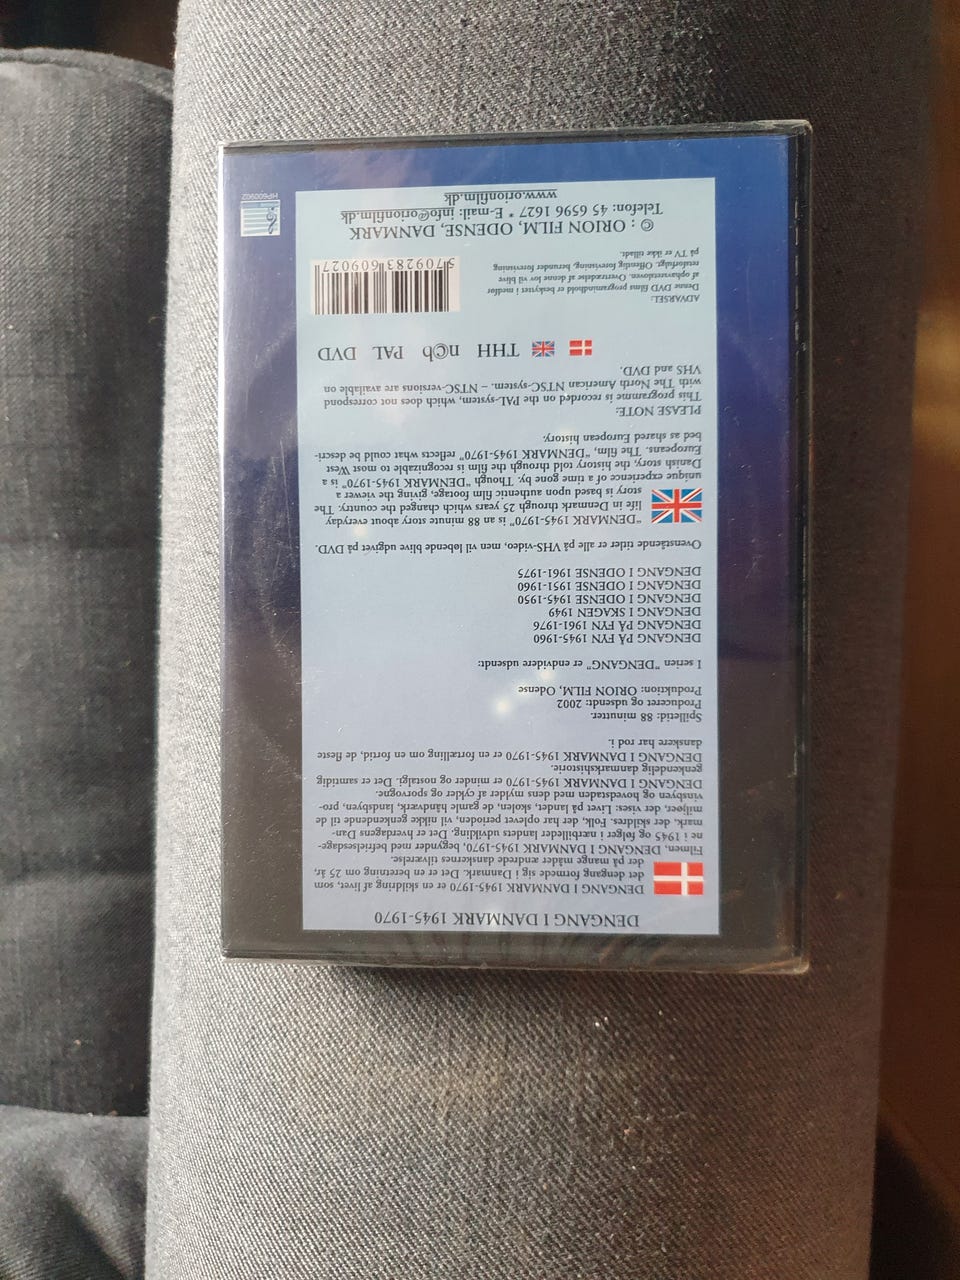 DENGANG I DANMARK 1945-1970
DENGANG I DANMARK 1945-1970 er en skildring af livet, som
det dengang formede sig i Danmark. Det er en beretning om 25 år,
der på mange måder ændrede danskernes tilværelse.
Filmen, DENGANG I DANMARK 1945-1970, begynder med befrielsesdage-
ne i 1945 og følger i nærbilleder landets udvikling. Det er hverdagens Dan-
mark, der skildres. Folk, der har oplevet perioden, vil nikke genkendende til de
miljøer, der vises: Livet på landet, skolen, de gamle håndværk, landsbyen, pro-
vinsbyen og hovedstaden med dens mylder af cykler og sporvogne.
DENGANG I DANMARK 1945-1970 er minder og nostalgi. Det er samtidig
genkendelig danmarkshistorie.
DENGANG I DANMARK 1945-1970 er en fortælling om en fortid, de fleste
danskere har rod i.
Spilletid: 88 minutter.
Produceret og udsendt: 2002
Produktion: ORION FILM, Odense
I serien "DENGANG" er endvidere udsendt:
DENGANG PÅ FYN 1945-1960
DENGANG PÅ FYN 1961-1976
DENGANG I SKAGEN 1949
DENGANG I ODENSE 1945-1950
DENGANG I ODENSE 1951-1960
DENGANG I ODENSE 1961-1975
Ovenstående titler er alle på VHS-video, men vil løbende blive udgivet på DVD.
"DENMARK 1945-1970" is an 88 minute story about everyday
life in Denmark through 25 years which changed the country. The
story is based upon authentic film footage, giving the viewer a
unique experience of a time gone by. Though "DENMARK 1945-1970" is a
Danish story, the history told through the film is recognizable to most West
Europeans. The film, "DENMARK 1945-1970" reflects what could be descri-
bed as shared European history.
PLEASE NOTE:
This programme is recorded on the PAL-system, which does not correspond
with The North American NTSC-system. – NTSC-versions are available on
VHS and DVD.
THH n©b PAL DVD
ADVARSEL:
Denne DVD films programindhold er beskyttet i medfør
af ophavsretsloven. Overtrædelse af denne lov vil blive
retsforfulgt. Offentlig forevisning, herunder forevisning
på TV er ikke tilladt.
5 709283 609027
© : ORION FILM, ODENSE, DANMARK
Telefon: 45 6596 1627 * E-mail: info@orionfilm.dk
www.orionfilm.dk
HP600902